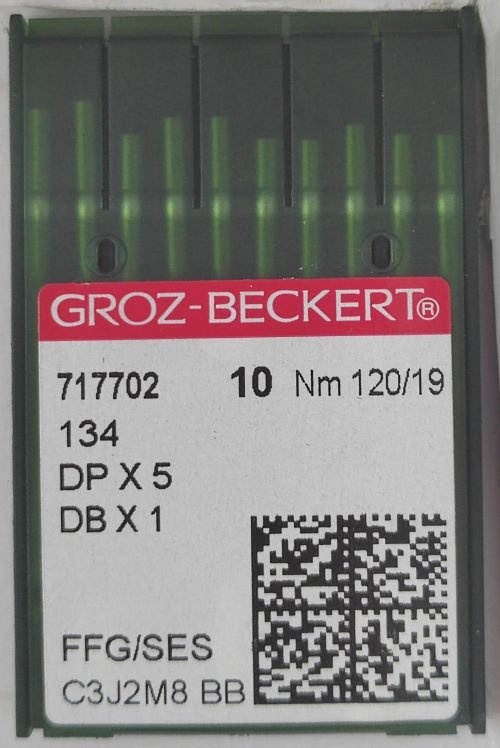 GROZ-BECKERT®
717702 10 Nm 120/19
134
DP X 5
DB X 1
FFG/SES
C3J2M8 BB